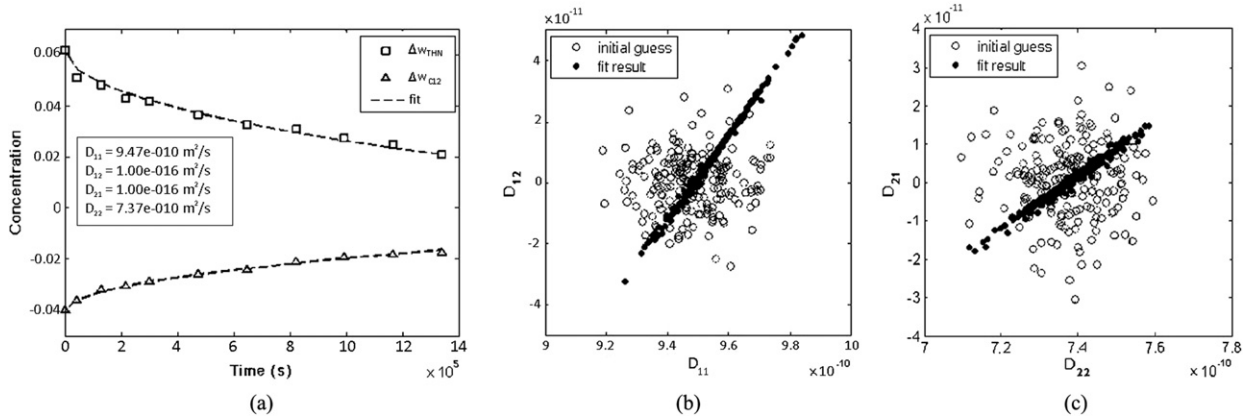 0.06
0.04
0.02
0
-0.02
-0.04
Concentration
ΔwTHN
ΔwC12
fit
D11 = 9.47e-010 m²/s
D12 = 1.00e-016 m²/s
D21 = 1.00e-016 m²/s
D22 = 7.37e-010 m²/s
0 2 4 6 8 10 12 14
Time (s) ×10⁵
(a)
×10⁻¹¹
initial guess
fit result
4
2
0
-2
-4
D12
9 9.2 9.4 9.6 9.8 10
D11 ×10⁻¹⁰
(b)
×10⁻¹¹
4
initial guess
fit result
3
2
1
0
-1
-2
-3
-4
D21
7 7.2 7.4 7.6 7.8
D22 ×10⁻¹⁰
(c)